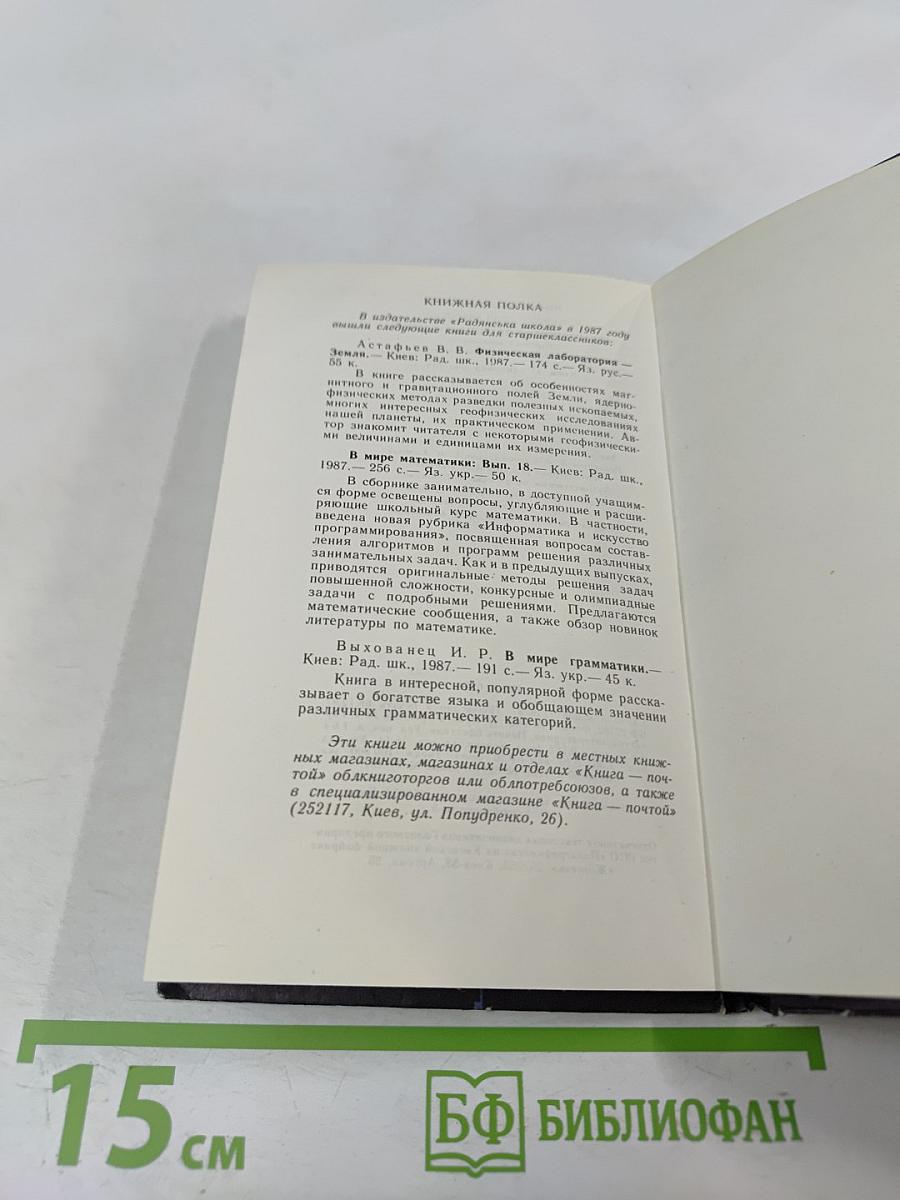 КНИЖНАЯ ПОЛКА
В издательстве «Радянська школа» в 1987 году
вышли следующие книги для старшеклассников:
Астафьев В. В. Физическая лаборатория —
Земля.— Киев: Рад. шк., 1987.— 174 с.— Яз. рус.—
55 к.
В книге рассказывается об особенностях маг-
нитного и гравитационного полей Земли, ядерно-
физических методах разведки полезных ископаемых,
многих интересных геофизических исследованиях
нашей планеты, их практическом применении. Ав-
тор знакомит читателя с некоторыми геофизически-
ми величинами и единицами их измерения.
В мире математики: Вып. 18.— Киев: Рад. шк.,
1987.— 256 с.— Яз. укр.— 50 к.
В сборнике занимательно, в доступной учащим-
ся форме освещены вопросы, углубляющие и расши-
ряющие школьный курс математики. В частности,
введена новая рубрика «Информатика и искусство
программирования», посвященная вопросам состав-
ления алгоритмов и программ решения различных
занимательных задач. Как и в предыдущих выпусках,
приводятся оригинальные методы решения задач
повышенной сложности, конкурсные и олимпиадные
задачи с подробными решениями. Предлагаются
математические сообщения, а также обзор новинок
литературы по математике.
Выхованец И. Р. В мире грамматики.—
Киев: Рад. шк., 1987.— 191 с.— Яз. укр.— 45 к.
Книга в интересной, популярной форме расска-
зывает о богатстве языка и обобщающем значении
различных грамматических категорий.
Эти книги можно приобрести в местных книж-
ных магазинах, магазинах и отделах «Книга — поч-
той» облкниготоргов или облпотребсоюзов, а также
в специализированном магазине «Книга — почтой»
(252117, Киев, ул. Попудренко, 26).
15 см
БФ БИБЛИОФАН